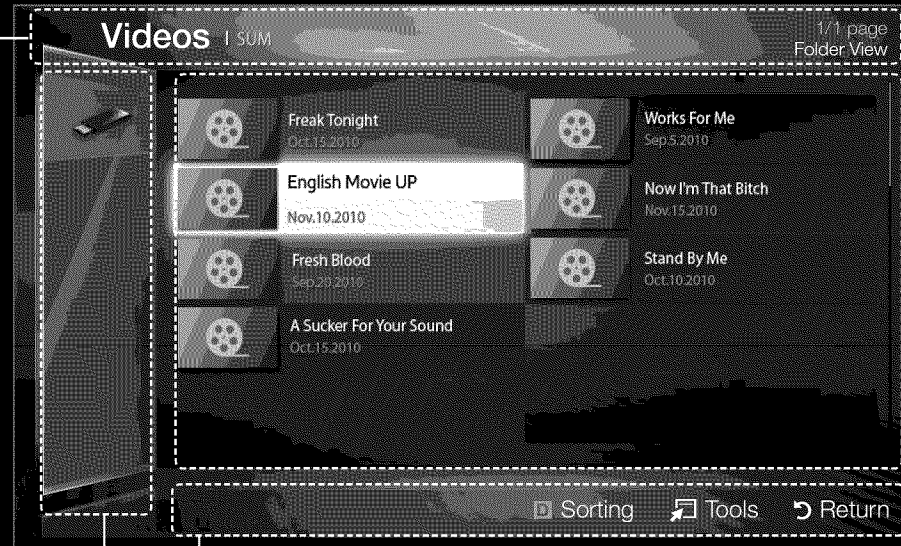 Videos | SUM
1/1 page
Folder View
Freak Tonight
Oct.15.2010
Works For Me
Sep.5.2010
English Movie UP
Nov.10.2010
Now I'm That Bitch
Nov.15.2010
Fresh Blood
Sep.20.2010
Stand By Me
Oct.10.2010
A Sucker For Your Sound
Oct.15.2010
D Sorting Tools Return